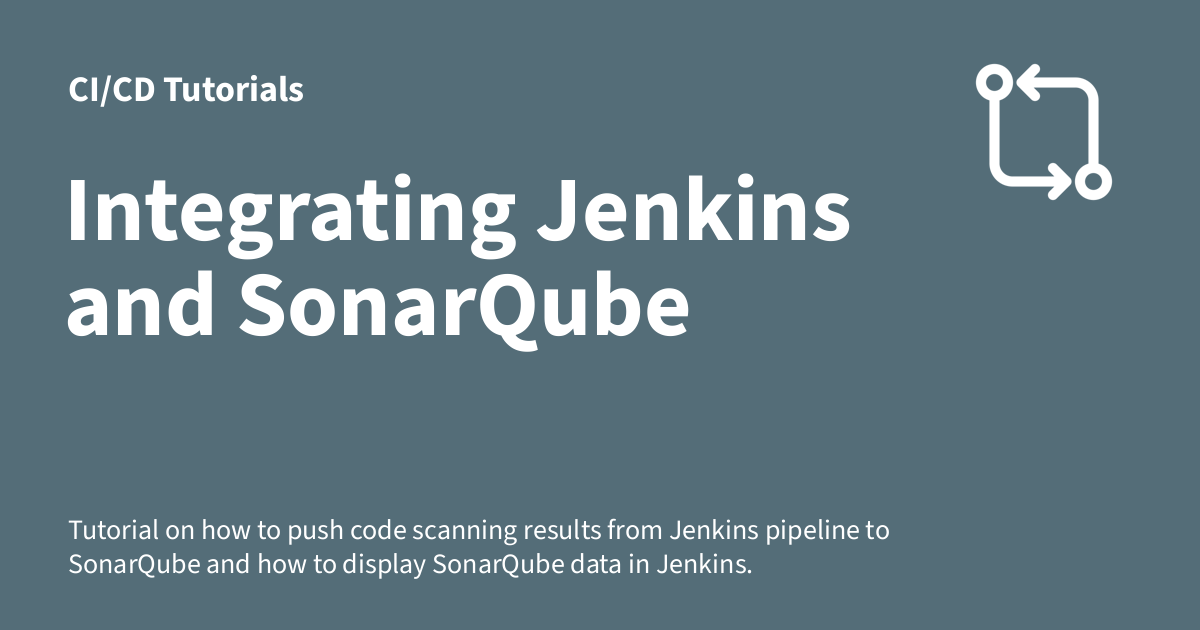 CI/CD Tutorials
Integrating Jenkins
and SonarQube
Tutorial on how to push code scanning results from Jenkins pipeline to
SonarQube and how to display SonarQube data in Jenkins.